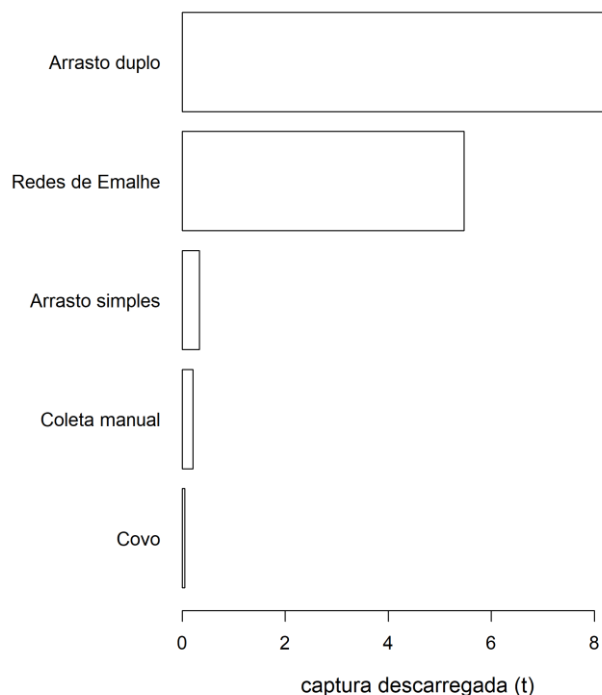 Arrasto duplo
Redes de Emalhe
Arrasto simples
Coleta manual
Covo
0 2 4 6 8
captura descarregada (t)